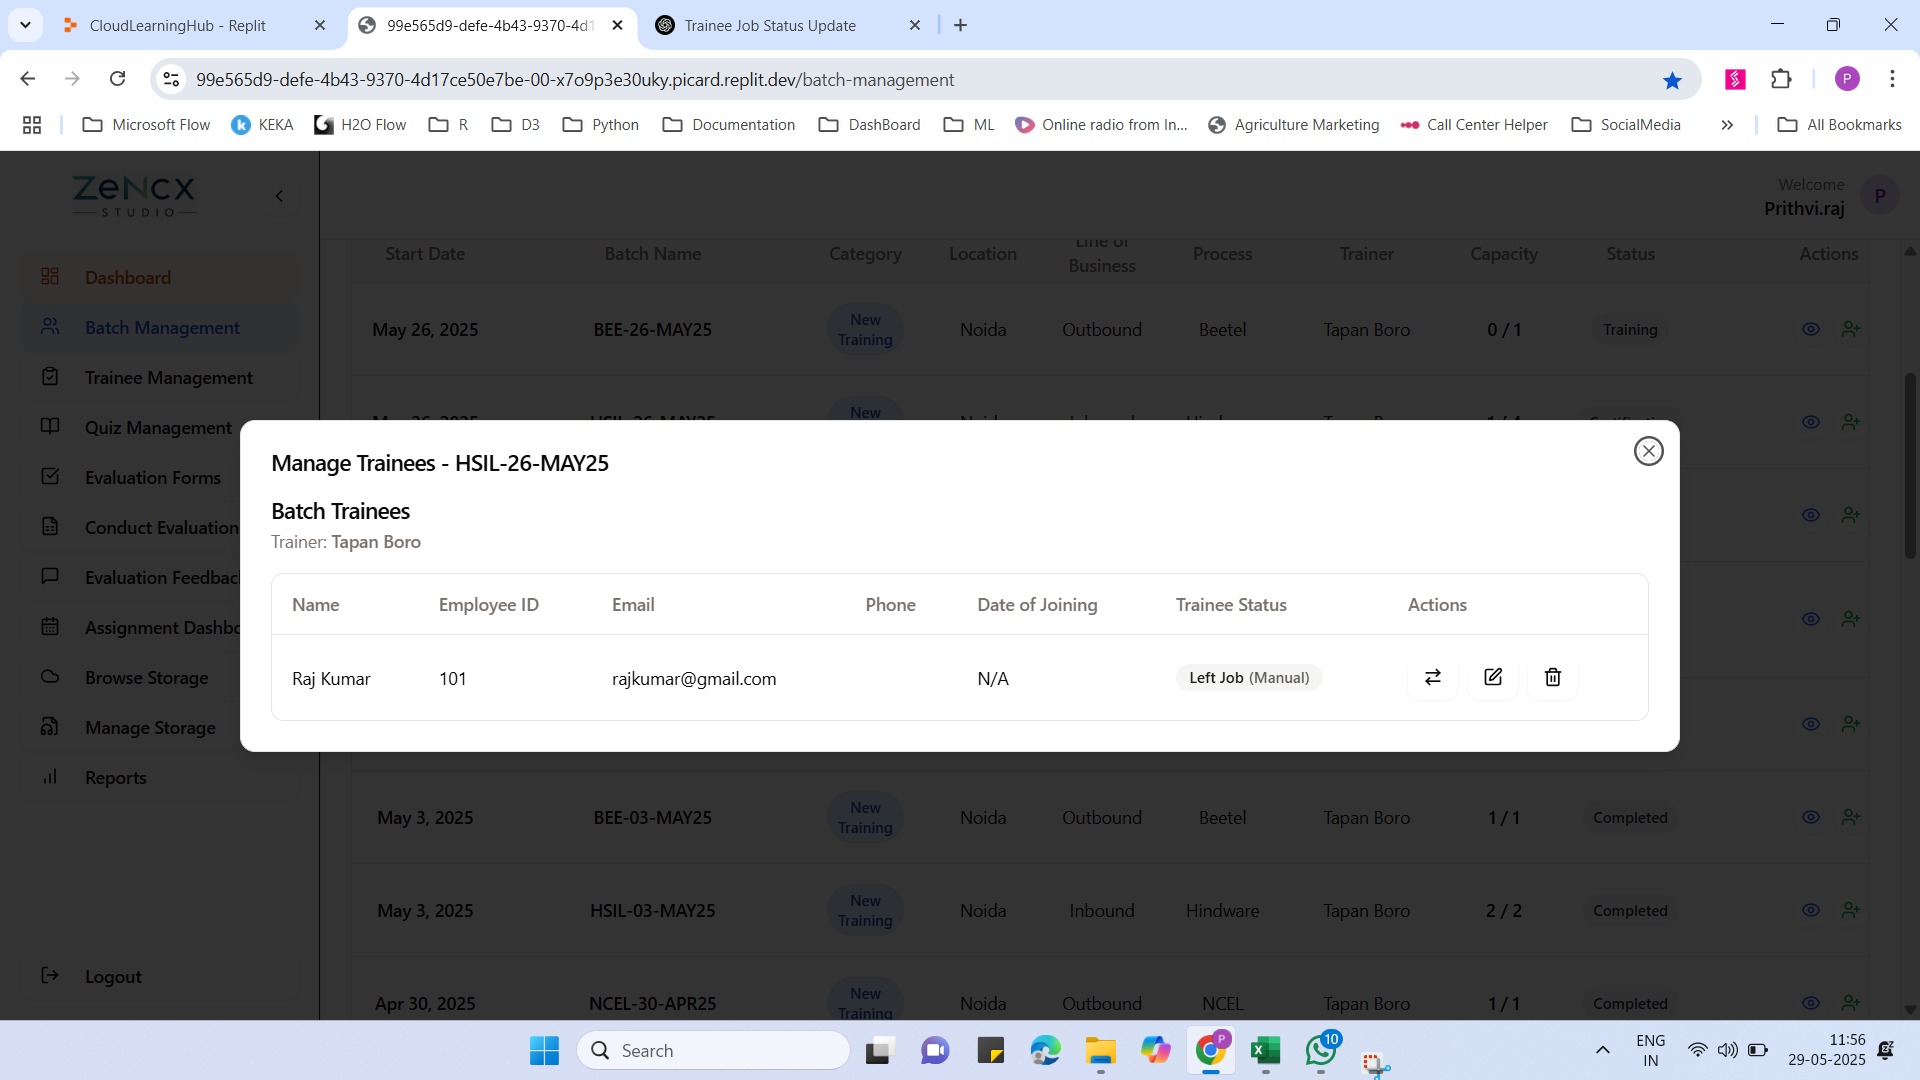 CloudLearningHub - Replit
99e565d9-defe-4b43-9370-4d1
Trainee Job Status Update
99e565d9-defe-4b43-9370-4d17ce50e7be-00-x7o9p3e30uky.picard.replit.dev/batch-management
P
Microsoft Flow
KEKA
H2O Flow
R
D3
Python
Documentation
DashBoard
ML
Online radio from In...
Agriculture Marketing
Call Center Helper
SocialMedia
All Bookmarks
ZeNCX
STUDIO
Welcome
Prithvi.raj
P
Dashboard
Batch Management
Trainee Management
Quiz Management
Evaluation Forms
Conduct Evaluation
Evaluation Feedbac
Assignment Dashbo
Browse Storage
Manage Storage
Reports
Logout
Start Date Batch Name Category Location Line of Business Process Trainer Capacity Status Actions
May 26, 2025 BEE-26-MAY25 New Training Noida Outbound Beetel Tapan Boro 0 / 1 Training
New
Manage Trainees - HSIL-26-MAY25
Batch Trainees
Trainer: Tapan Boro
Name Employee ID Email Phone Date of Joining Trainee Status Actions
Raj Kumar 101 rajkumar@gmail.com N/A Left Job (Manual)
May 3, 2025 BEE-03-MAY25 New Training Noida Outbound Beetel Tapan Boro 1 / 1 Completed
May 3, 2025 HSIL-03-MAY25 New Training Noida Inbound Hindware Tapan Boro 2 / 2 Completed
Apr 30, 2025 NCEL-30-APR25 New Training Noida Outbound NCEL Tapan Boro 1 / 1 Completed
Search
P
10
ENG
IN
11:56
29-05-2025